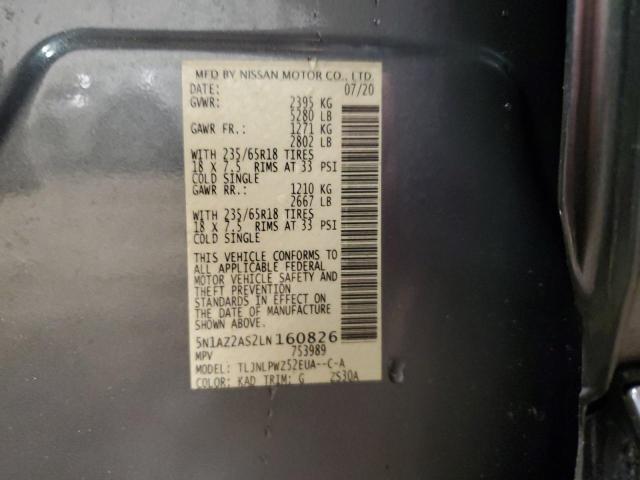 MFD BY NISSAN MOTOR CO., LTD.
DATE: 07/20
GVWR: 2395 KG
5280 LB
GAWR FR.: 1271 KG
2802 LB
WITH 235/65R18 TIRES
18 X 7.5 RIMS AT 33 PSI
COLD SINGLE
GAWR RR.: 1210 KG
2667 LB
WITH 235/65R18 TIRES
18 X 7.5 RIMS AT 33 PSI
COLD SINGLE
THIS VEHICLE CONFORMS TO
ALL APPLICABLE FEDERAL
MOTOR VEHICLE SAFETY AND
THEFT PREVENTION
STANDARDS IN EFFECT ON
THE DATE OF MANUFACTURE
SHOWN ABOVE.
5N1AZ2AS2LN160826
MPV 753989
MODEL: TLJNLPWZ52EUA--C-A
COLOR: KAD TRIM: G ZS30A